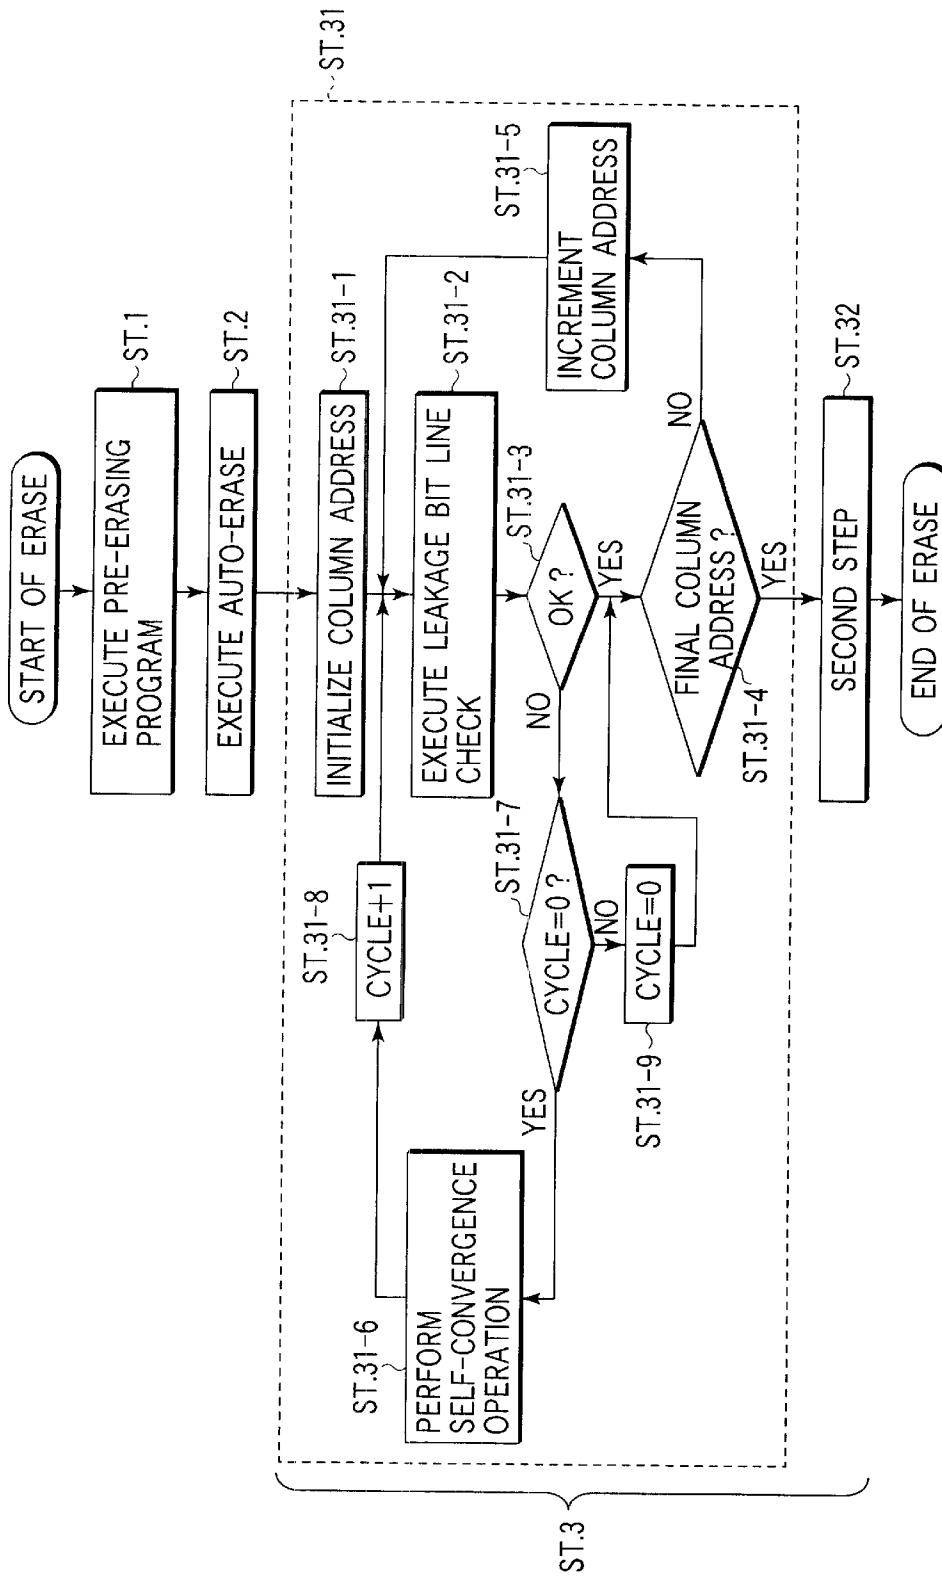 START OF ERASE
EXECUTE PRE-ERASING
PROGRAM
ST.1
EXECUTE AUTO-ERASE
ST.2
ST.31
INITIALIZE COLUMN ADDRESS
ST.31-1
ST.31-8
CYCLE+1
EXECUTE LEAKAGE BIT LINE
CHECK
ST.31-2
ST.31-6
PERFORM
SELF-CONVERGENCE
OPERATION
ST.31-5
INCREMENT
COLUMN ADDRESS
ST.31-3
OK ?
NO
YES
ST.31-7
CYCLE=0 ?
YES
NO
ST.31-9
CYCLE=0
FINAL COLUMN
ADDRESS ?
ST.31-4
NO
YES
ST.3
SECOND STEP
ST.32
END OF ERASE